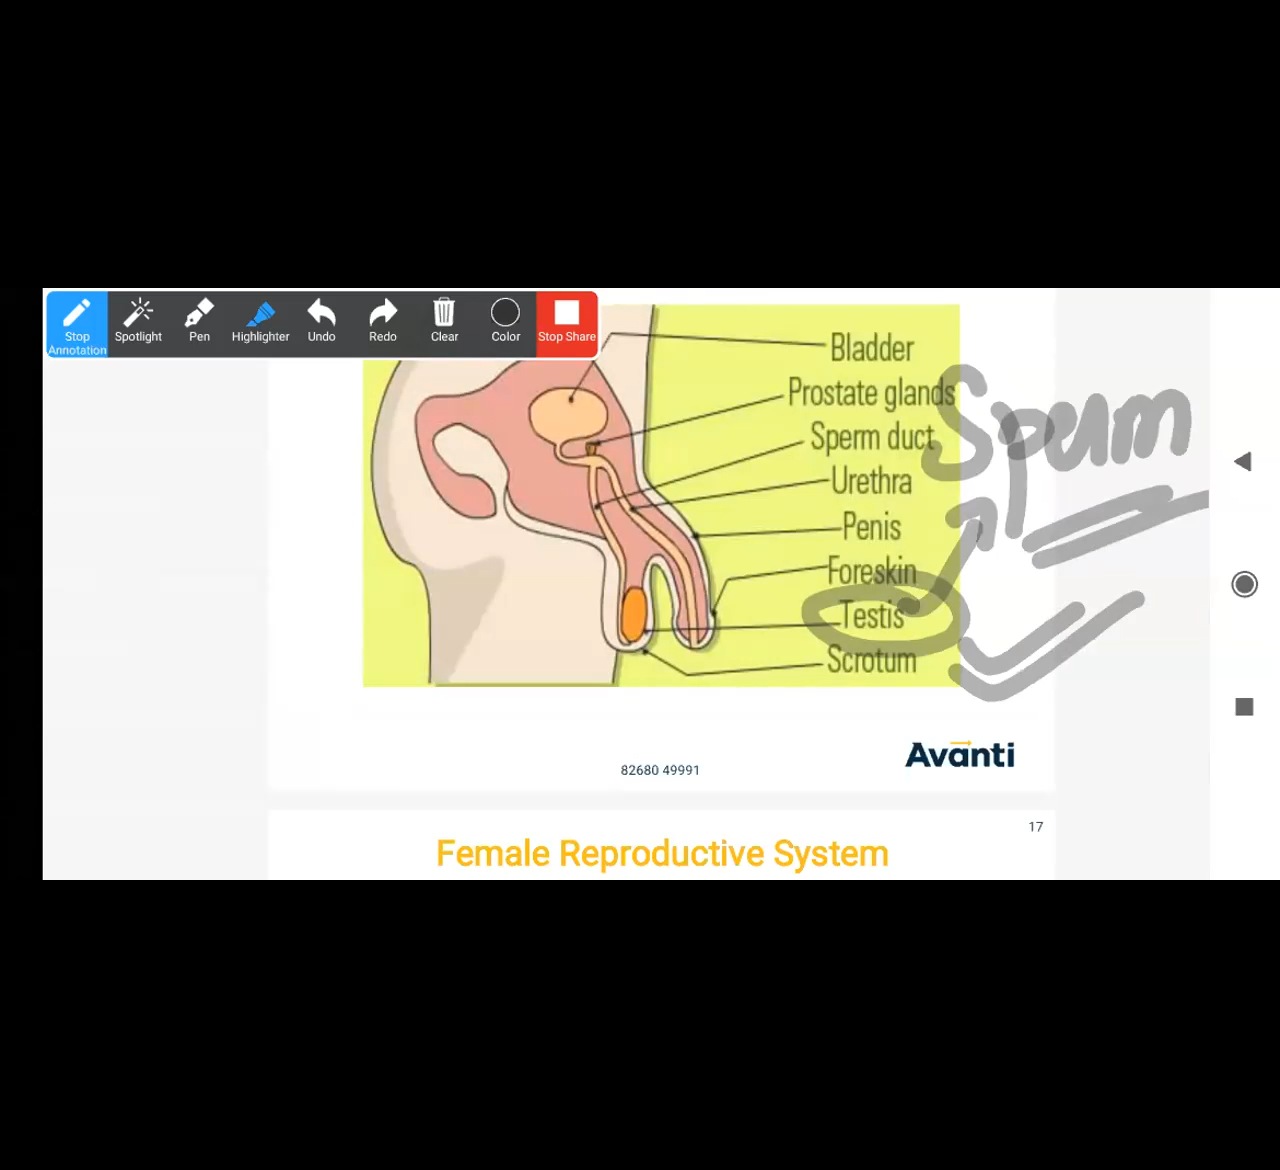 Stop Annotation
Spotlight
Pen
Highlighter
Undo
Redo
Clear
Color
Stop Share
Bladder
Prostate glands
Sperm duct
Sperm
Urethra
Penis
Foreskin
Testis
Scrotum
Avanti
82680 49991
17
Female Reproductive System